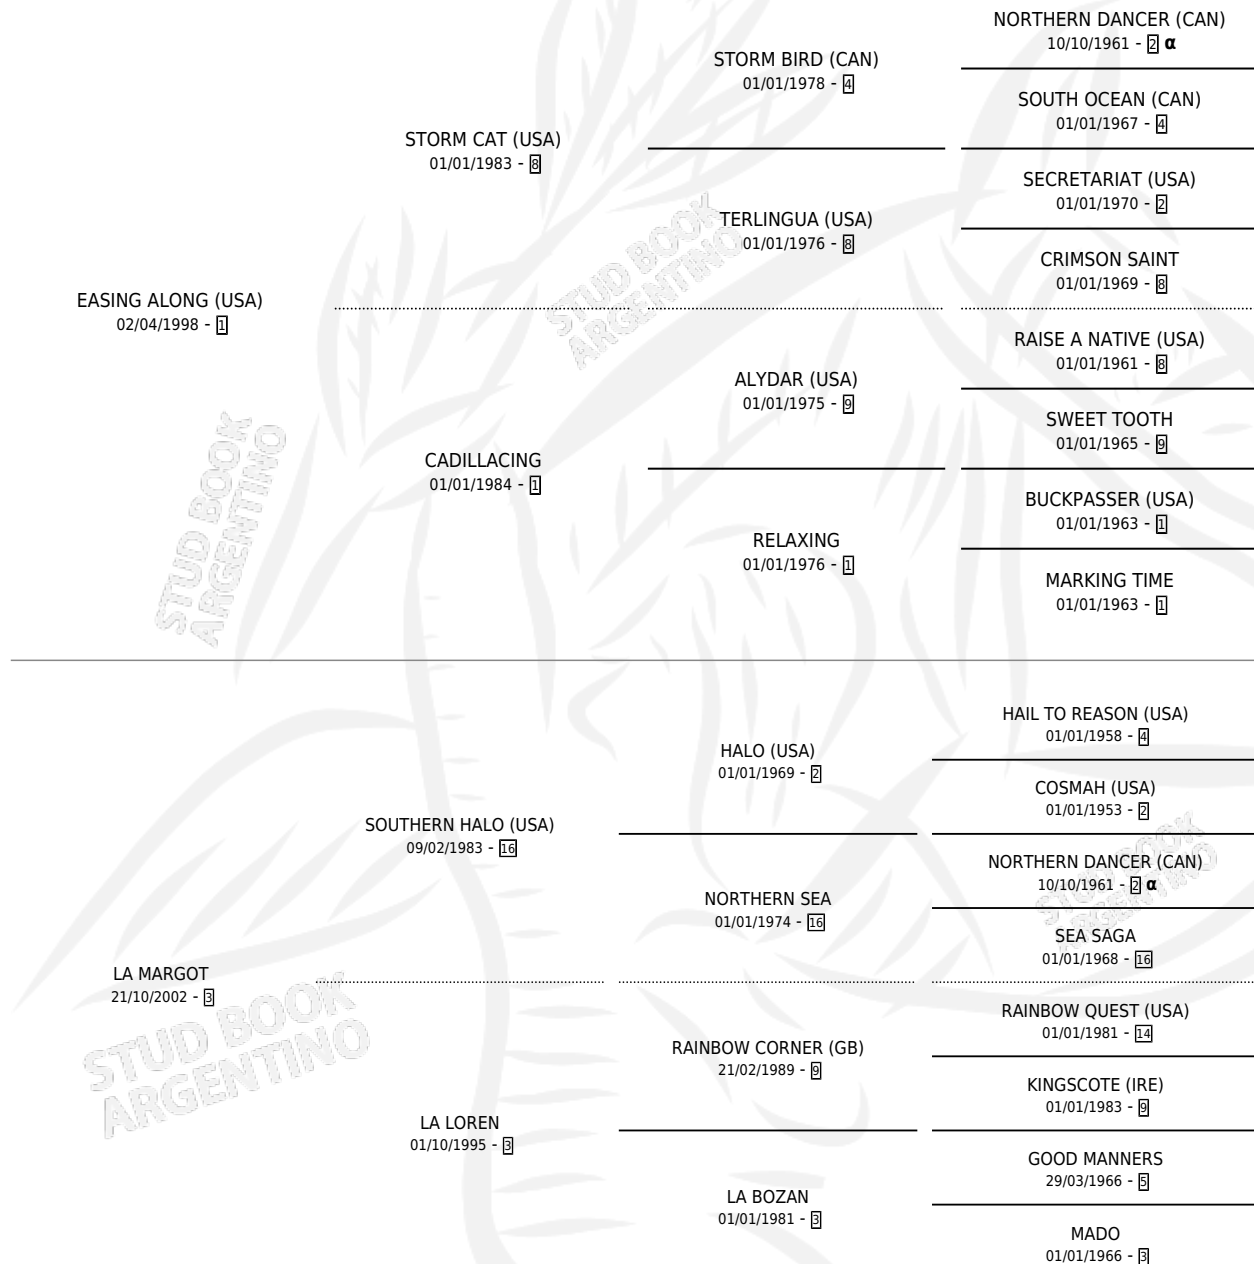 NORTHERN DANCER (CAN)
10/10/1961 - 2 α
STORM BIRD (CAN)
01/01/1978 - 4
SOUTH OCEAN (CAN)
01/01/1967 - 4
STORM CAT (USA)
01/01/1983 - 8
SECRETARIAT (USA)
01/01/1970 - 2
TERLINGUA (USA)
01/01/1976 - 8
CRIMSON SAINT
01/01/1969 - 8
EASING ALONG (USA)
02/04/1998 - 1
RAISE A NATIVE (USA)
01/01/1961 - 8
ALYDAR (USA)
01/01/1975 - 9
SWEET TOOTH
01/01/1965 - 9
CADILLACING
01/01/1984 - 1
BUCKPASSER (USA)
01/01/1963 - 1
RELAXING
01/01/1976 - 1
MARKING TIME
01/01/1963 - 1
HAIL TO REASON (USA)
01/01/1958 - 4
HALO (USA)
01/01/1969 - 2
COSMAH (USA)
01/01/1953 - 2
SOUTHERN HALO (USA)
09/02/1983 - 16
NORTHERN DANCER (CAN)
10/10/1961 - 2 α
NORTHERN SEA
01/01/1974 - 16
SEA SAGA
01/01/1968 - 16
LA MARGOT
21/10/2002 - 3
RAINBOW QUEST (USA)
01/01/1981 - 14
RAINBOW CORNER (GB)
21/02/1989 - 9
KINGSCOTE (IRE)
01/01/1983 - 9
LA LOREN
01/10/1995 - 3
GOOD MANNERS
29/03/1966 - 5
LA BOZAN
01/01/1981 - 3
MADO
01/01/1966 - 3
STUD BOOK
ARGENTINO
STUD BOOK
ARGENTINO
STUD BOOK
ARGENTINO
STUD BOOK
ARGENTINO